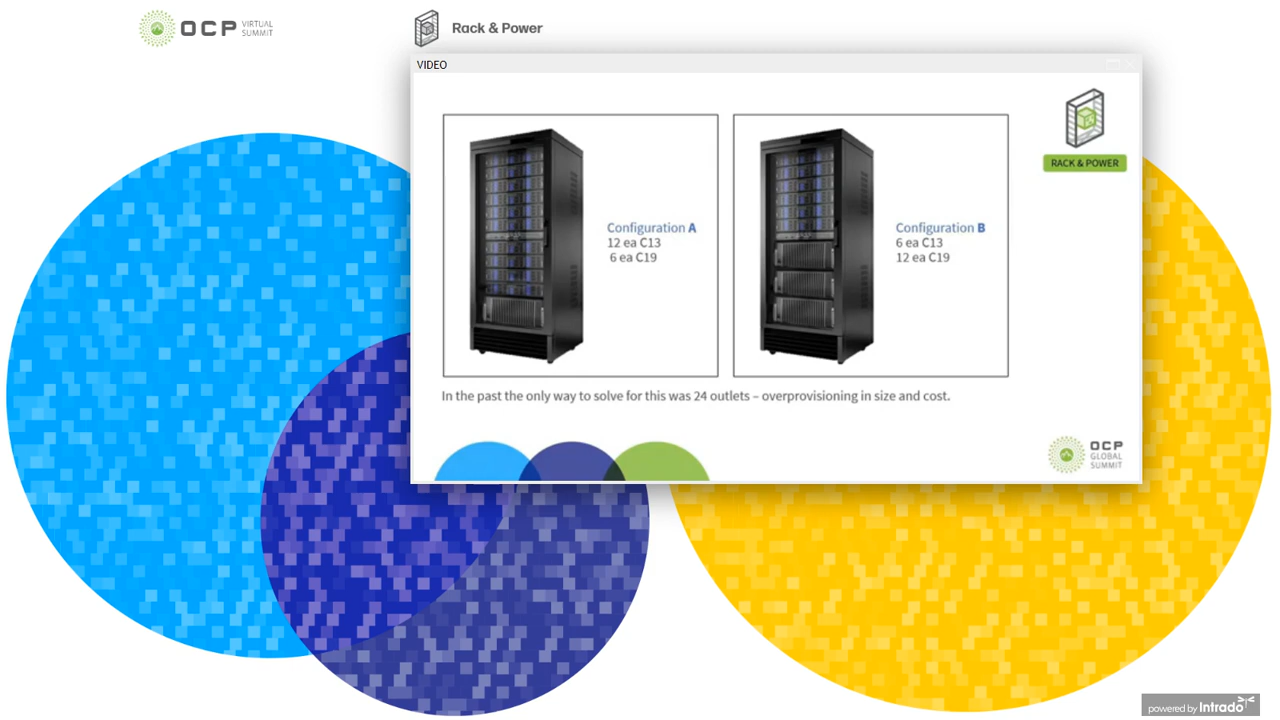 OCP VIRTUAL SUMMIT
Rack & Power
VIDEO
RACK & POWER
Configuration A
12 ea C13
6 ea C19
Configuration B
6 ea C13
12 ea C19
In the past the only way to solve for this was 24 outlets – overprovisioning in size and cost.
OCP
GLOBAL
SUMMIT
powered by Intrado